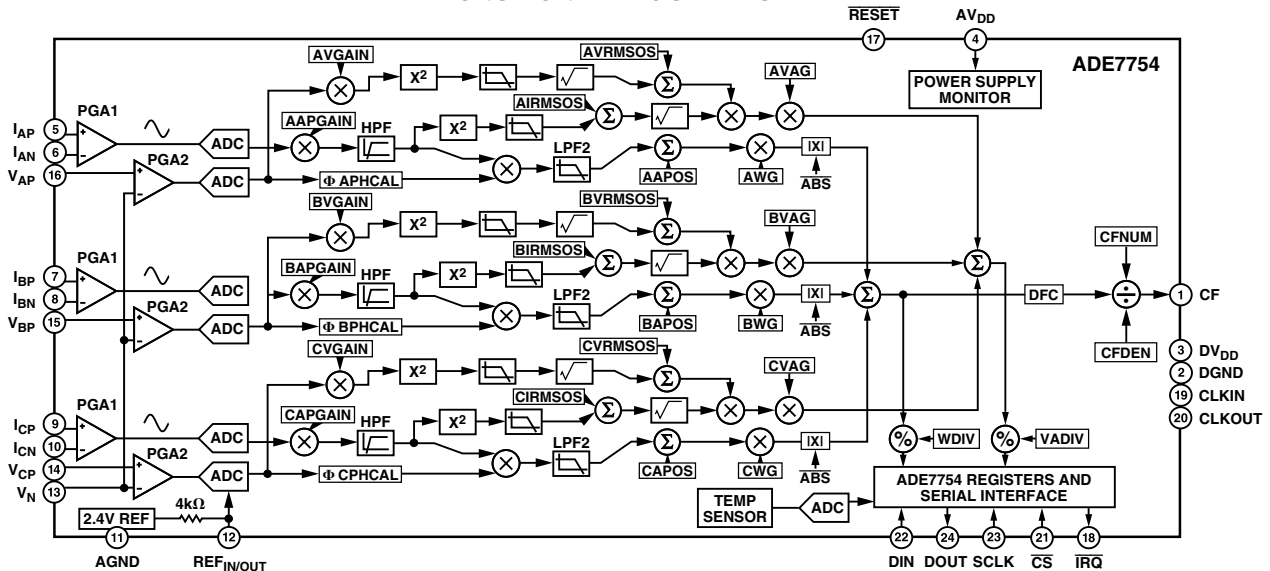 RESET
AVDD
17
4
ADE7754
POWER SUPPLY
MONITOR
AVGAIN
X²
√
AVRMSOS
Σ
AVAG
PGA1
IAP
5
IAN
6
VAP
16
+
−
ADC
PGA2
+
−
ADC
AAPGAIN
HPF
X²
AIRMSOS
Σ
√
LPF2
Σ
|X|
Φ APHCAL
AAPOS
AWG
ABS
BVGAIN
X²
√
BVRMSOS
Σ
BVAG
PGA1
IBP
7
IBN
8
VBP
15
+
−
ADC
PGA2
+
−
ADC
BAPGAIN
HPF
X²
BIRMSOS
Σ
√
LPF2
Σ
|X|
Φ BPHCAL
BAPOS
BWG
ABS
Σ
Σ
DFC
CFNUM
÷
CFDEN
1
CF
3
DVDD
2
DGND
19
CLKIN
20
CLKOUT
CVGAIN
X²
√
CVRMSOS
Σ
CVAG
PGA1
ICP
9
ICN
10
VCP
14
VN
13
+
−
ADC
PGA2
+
−
ADC
CAPGAIN
HPF
X²
CIRMSOS
Σ
√
LPF2
Σ
|X|
Φ CPHCAL
CAPOS
CWG
ABS
%
WDIV
%
VADIV
ADE7754 REGISTERS AND
SERIAL INTERFACE
TEMP
SENSOR
ADC
4kΩ
2.4V REF
11
AGND
12
REFIN/OUT
22
24
23
21
18
DIN
DOUT
SCLK
CS
IRQ